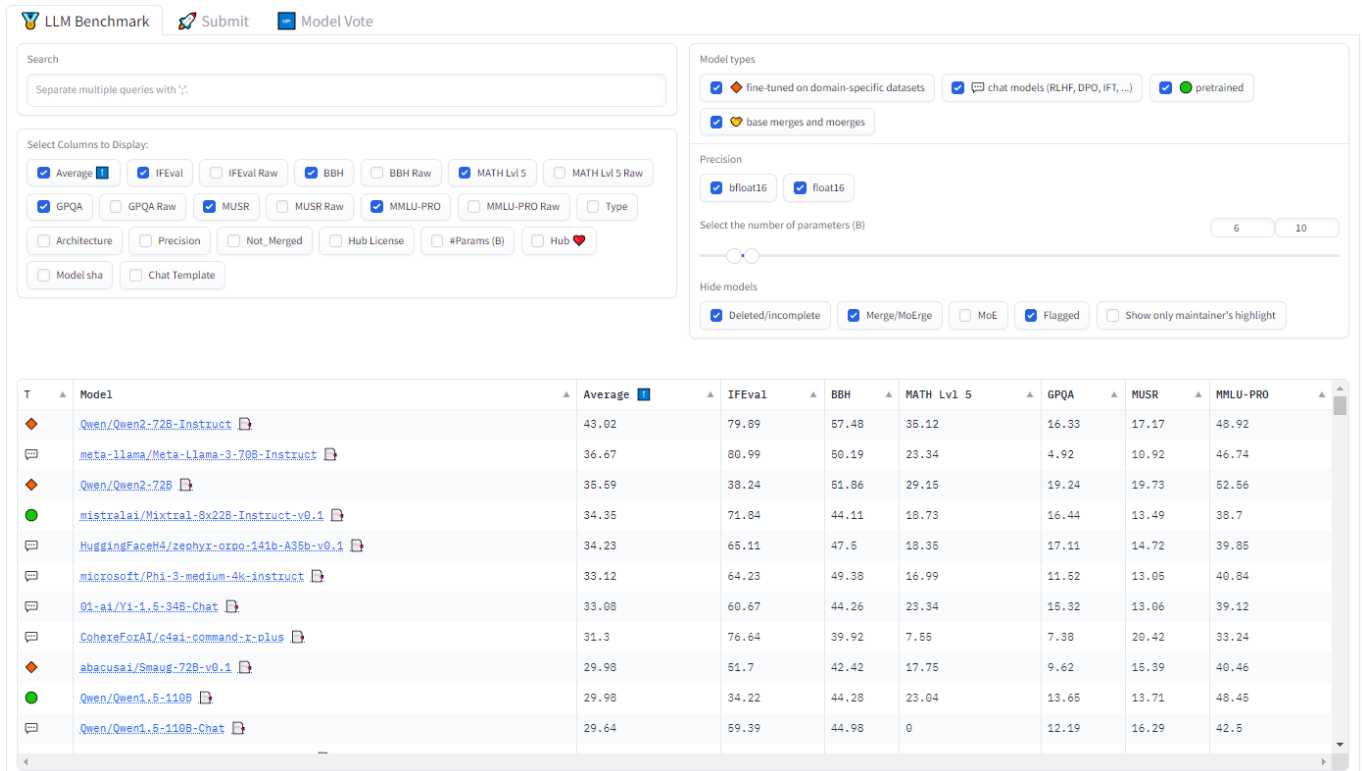 LLM Benchmark Submit Model Vote
Search
Separate multiple queries with ';'.
Select Columns to Display:
Average IFEval IFEval Raw BBH BBH Raw MATH Lvl 5 MATH Lvl 5 Raw
GPQA GPQA Raw MUSR MUSR Raw MMLU-PRO MMLU-PRO Raw Type
Architecture Precision Not_Merged Hub License #Params (B) Hub
Model sha Chat Template
Model types
fine-tuned on domain-specific datasets chat models (RLHF, DPO, IFT, ...) pretrained
base merges and moerges
Precision
bfloat16 float16
Select the number of parameters (B) 6 10
Hide models
Deleted/incomplete Merge/MoErge MoE Flagged Show only maintainer's highlight
T Model Average IFEval BBH MATH Lvl 5 GPQA MUSR MMLU-PRO
Qwen/Qwen2-72B-Instruct 43.02 79.89 57.48 35.12 16.33 17.17 48.92
meta-llama/Meta-Llama-3-70B-Instruct 36.67 80.99 50.19 23.34 4.92 10.92 46.74
Qwen/Qwen2-72B 35.59 38.24 51.86 29.15 19.24 19.73 52.56
mistralai/Mixtral-8x22B-Instruct-v0.1 34.35 71.84 44.11 18.73 16.44 13.49 38.7
HuggingFaceH4/zephyr-orpo-141b-A35b-v0.1 34.23 65.11 47.5 18.35 17.11 14.72 39.85
microsoft/Phi-3-medium-4k-instruct 33.12 64.23 49.38 16.99 11.52 13.05 40.84
01-ai/Yi-1.5-34B-Chat 33.08 60.67 44.26 23.34 15.32 13.06 39.12
CohereForAI/c4ai-command-r-plus 31.3 76.64 39.92 7.55 7.38 20.42 33.24
abacusai/Smaug-72B-v0.1 29.98 51.7 42.42 17.75 9.62 15.39 40.46
Qwen/Qwen1.5-110B 29.98 34.22 44.28 23.04 13.65 13.71 48.45
Qwen/Qwen1.5-110B-Chat 29.64 59.39 44.98 0 12.19 16.29 42.5